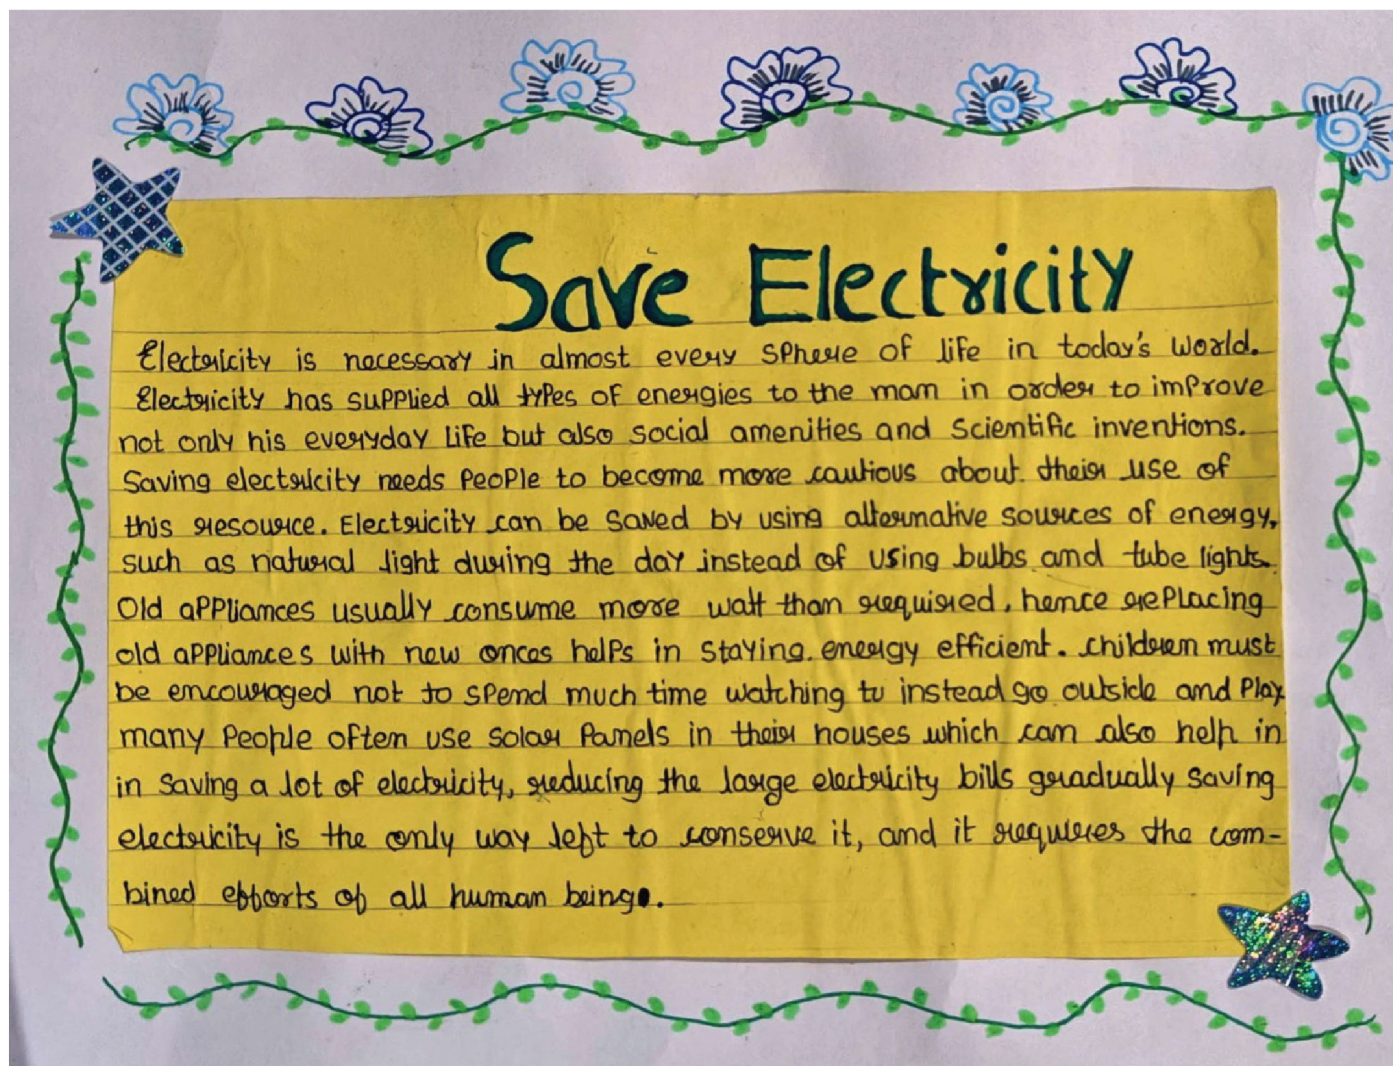 Save Electricity
Electricity is necessary in almost every sphere of life in today's world.
Electricity has supplied all types of energies to the mam in order to improve
not only his everyday life but also social amenities and scientific inventions.
Saving electricity needs people to become more cautious about their use of
this resource. Electricity can be saved by using alternative sources of energy,
such as natural light during the day instead of using bulbs and tube lights.
Old appliances usually consume more watt than required, hence replacing
old appliances with new onces helps in staying energy efficient. children must
be encouraged not to spend much time watching tv instead go outside and play
many people often use solar panels in their houses which can also help in
in saving a lot of electricity, reducing the large electricity bills gradually saving
electricity is the only way left to conserve it, and it requieres the com-
bined efforts of all human being.